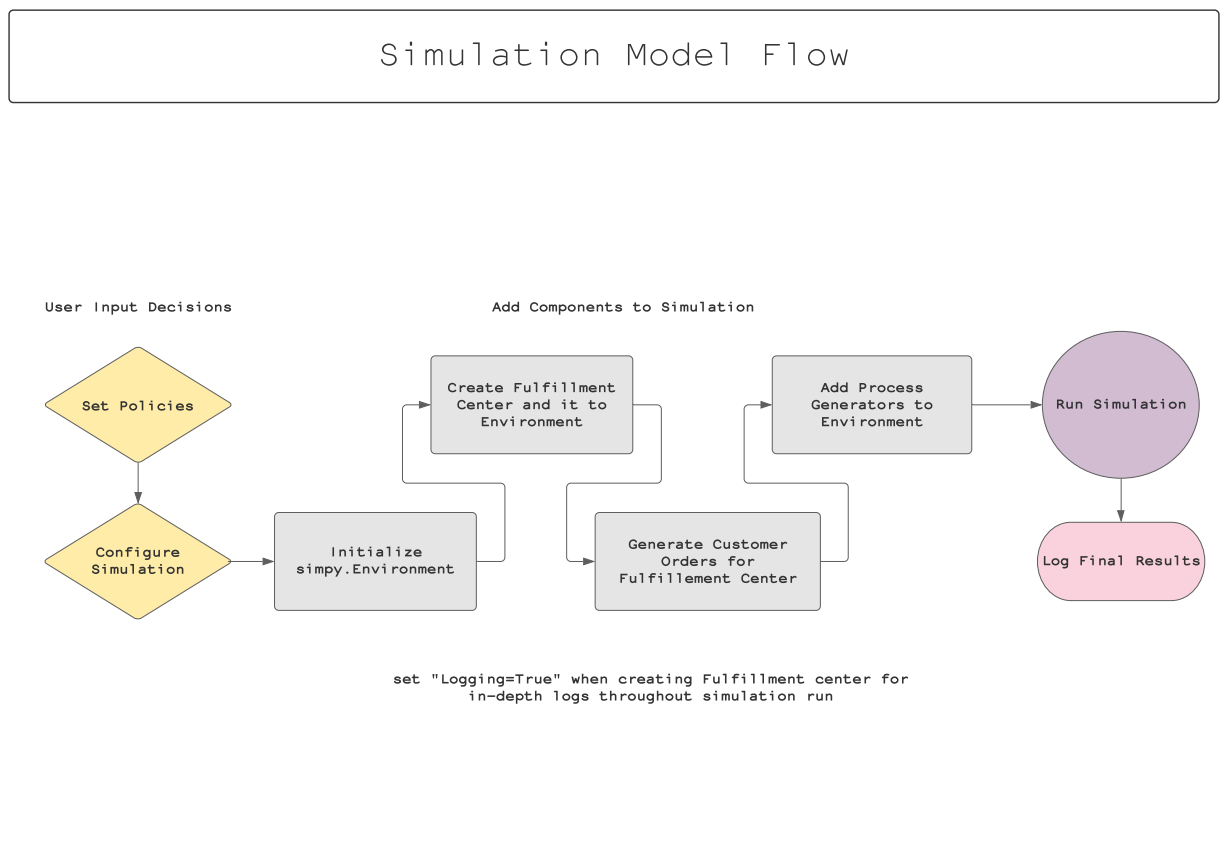 Simulation Model Flow
User Input Decisions
Add Components to Simulation
Set Policies
Configure
Simulation
Initialize
simpy.Environment
Create Fulfillment
Center and it to
Environment
Generate Customer
Orders for
Fulfillement Center
Add Process
Generators to
Environment
Run Simulation
Log Final Results
set "Logging=True" when creating Fulfillment center for
in-depth logs throughout simulation run